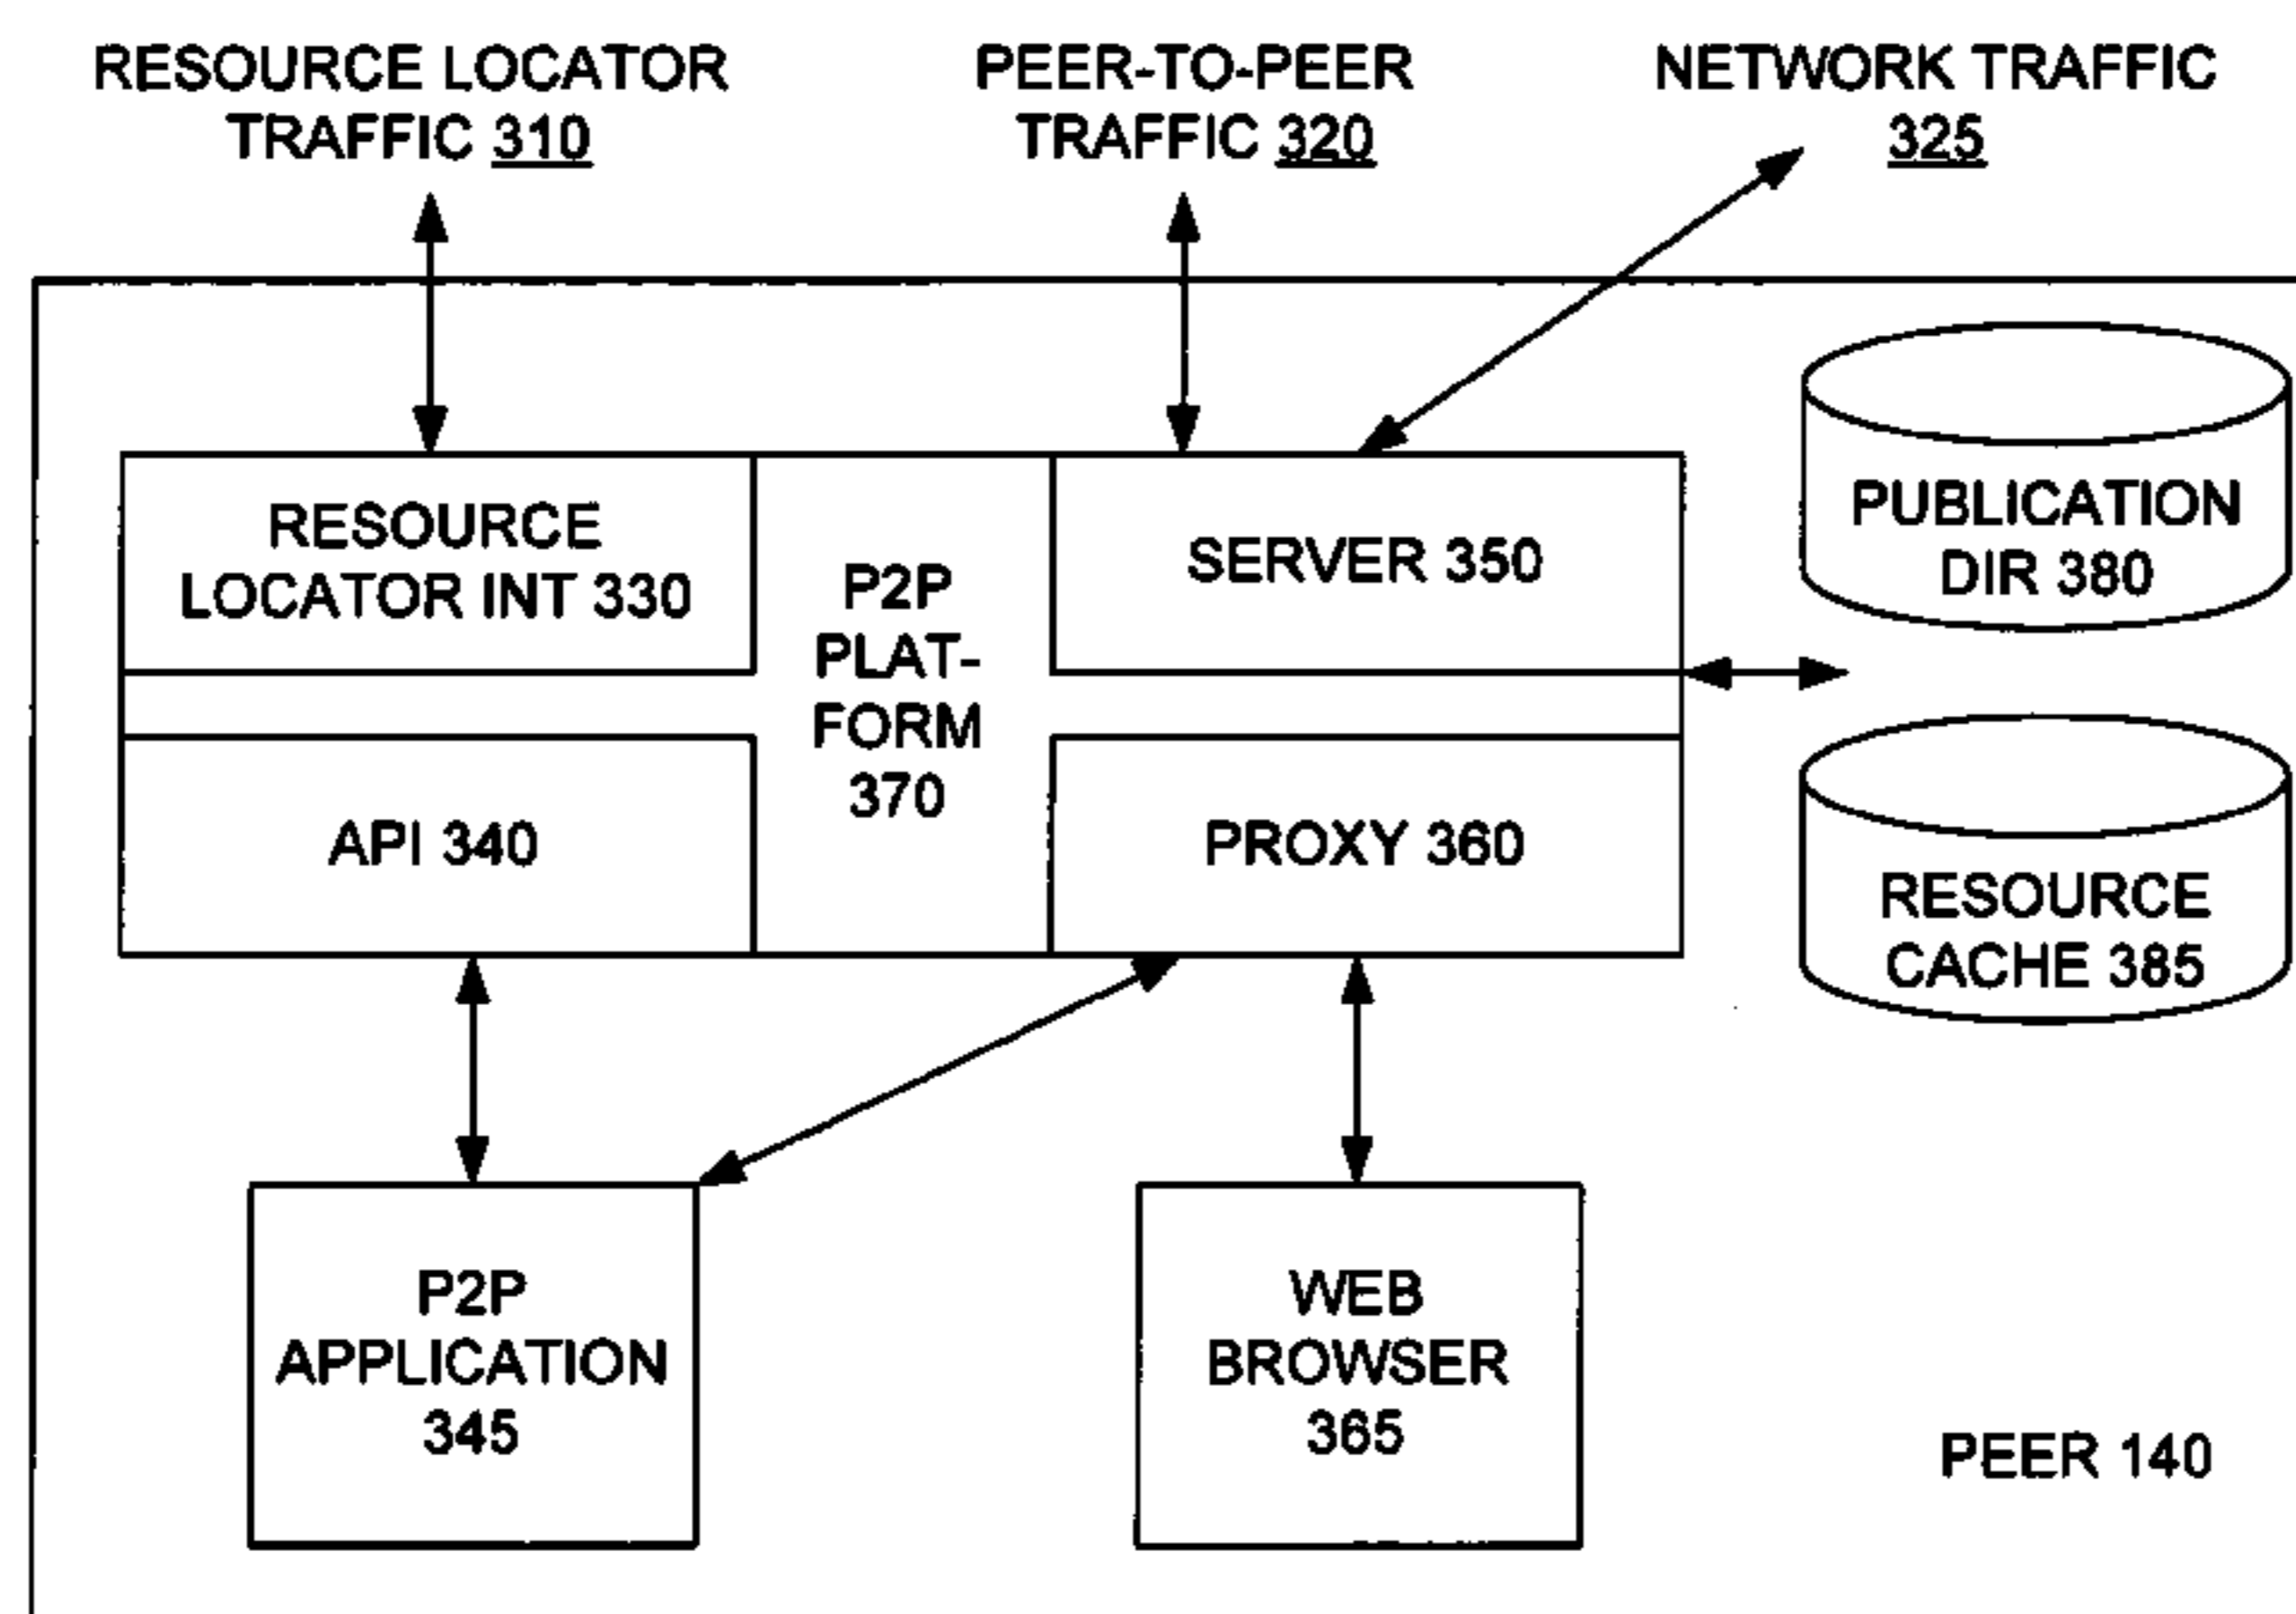 RESOURCE LOCATOR
TRAFFIC 310
PEER-TO-PEER
TRAFFIC 320
NETWORK TRAFFIC
325
RESOURCE
LOCATOR INT 330
P2P
PLAT-
FORM
370
SERVER 350
PUBLICATION
DIR 380
API 340
PROXY 360
RESOURCE
CACHE 385
P2P
APPLICATION
345
WEB
BROWSER
365
PEER 140